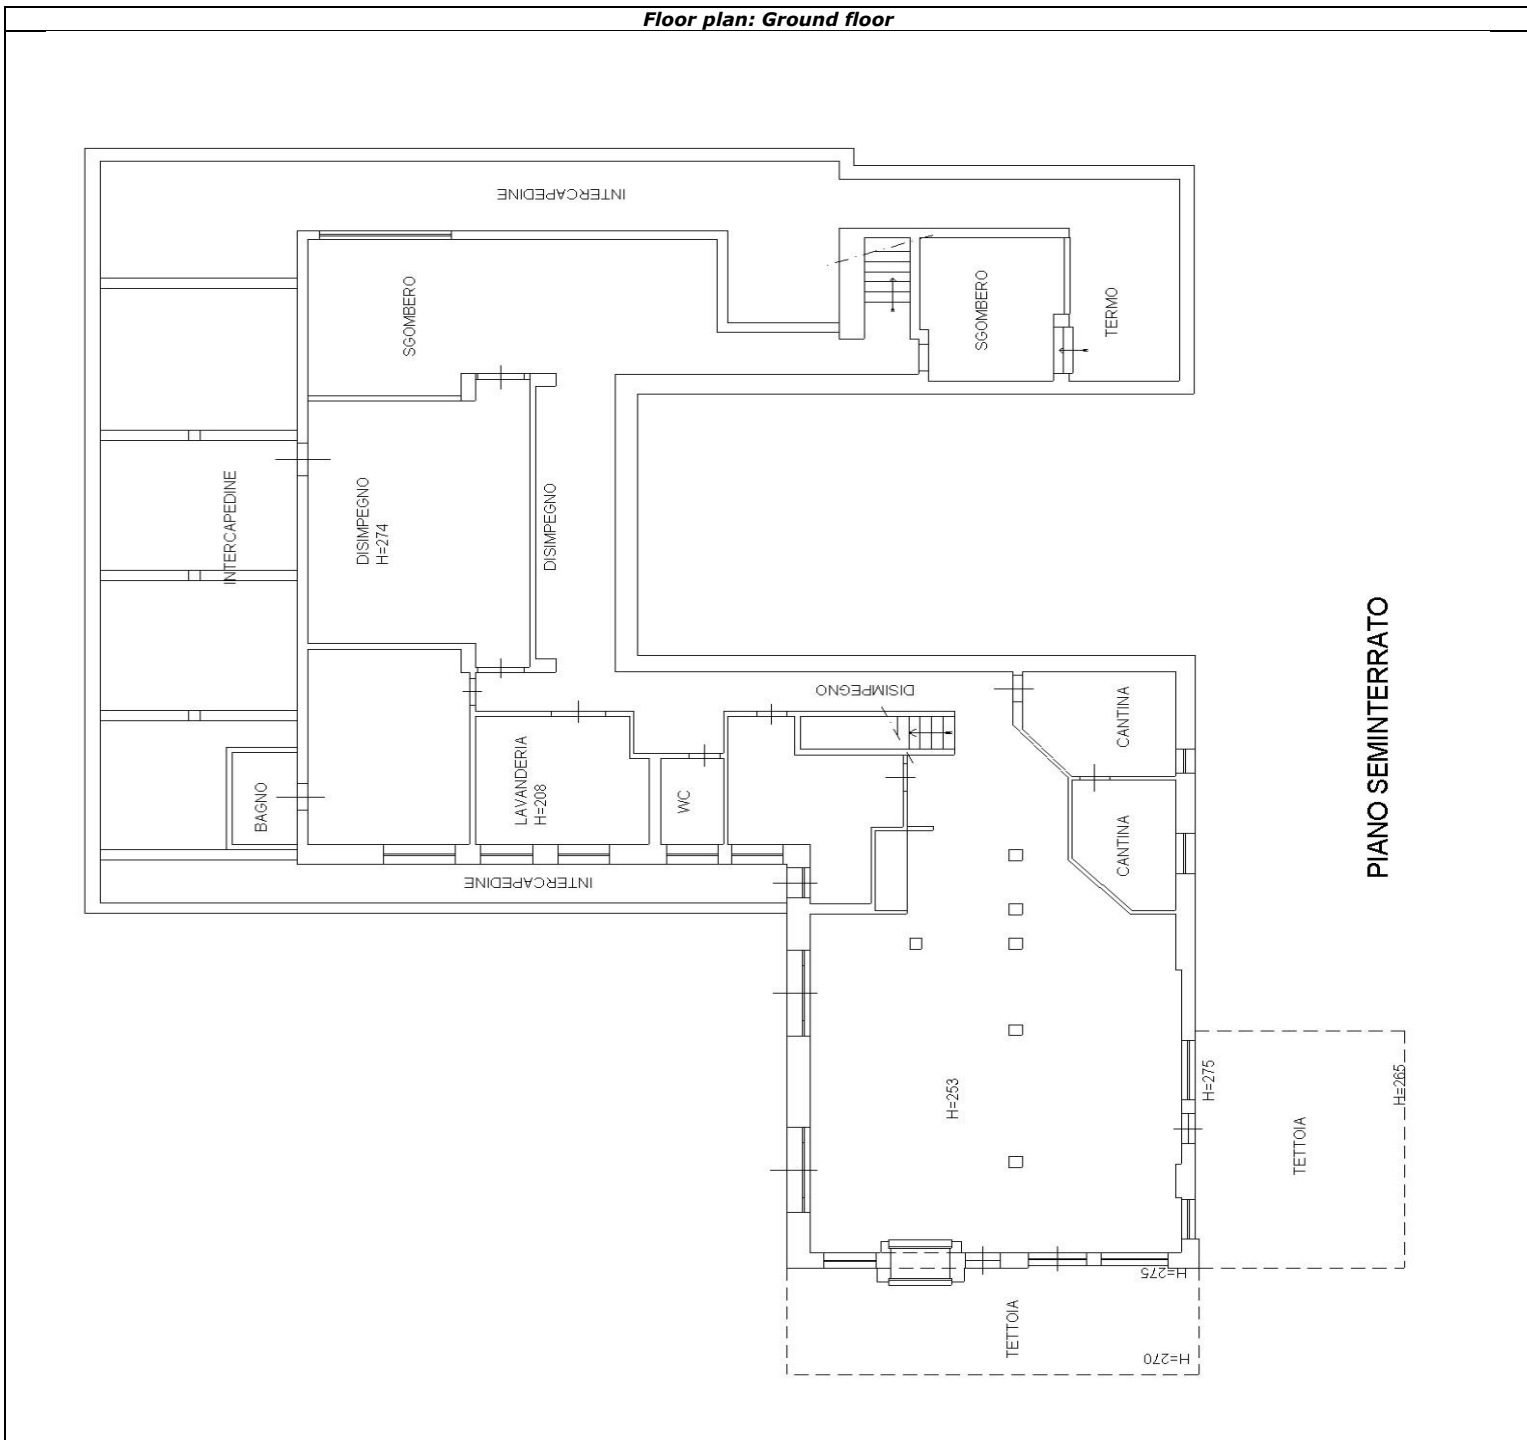 Floor plan: Ground floor
INTERCAPEDINE
SGOMBERO
SGOMBERO
TERMO
INTERCAPEDINE
DISIMPEGNO
H=274
DISIMPEGNO
PIANO SEMINTERRATO
DISIMPEGNO
CANTINA
BAGNO
LAVANDERIA
H=208
WC
CANTINA
INTERCAPEDINE
H=253
H=275
H=265
TETTOIA
H=275
TETTOIA
H=270